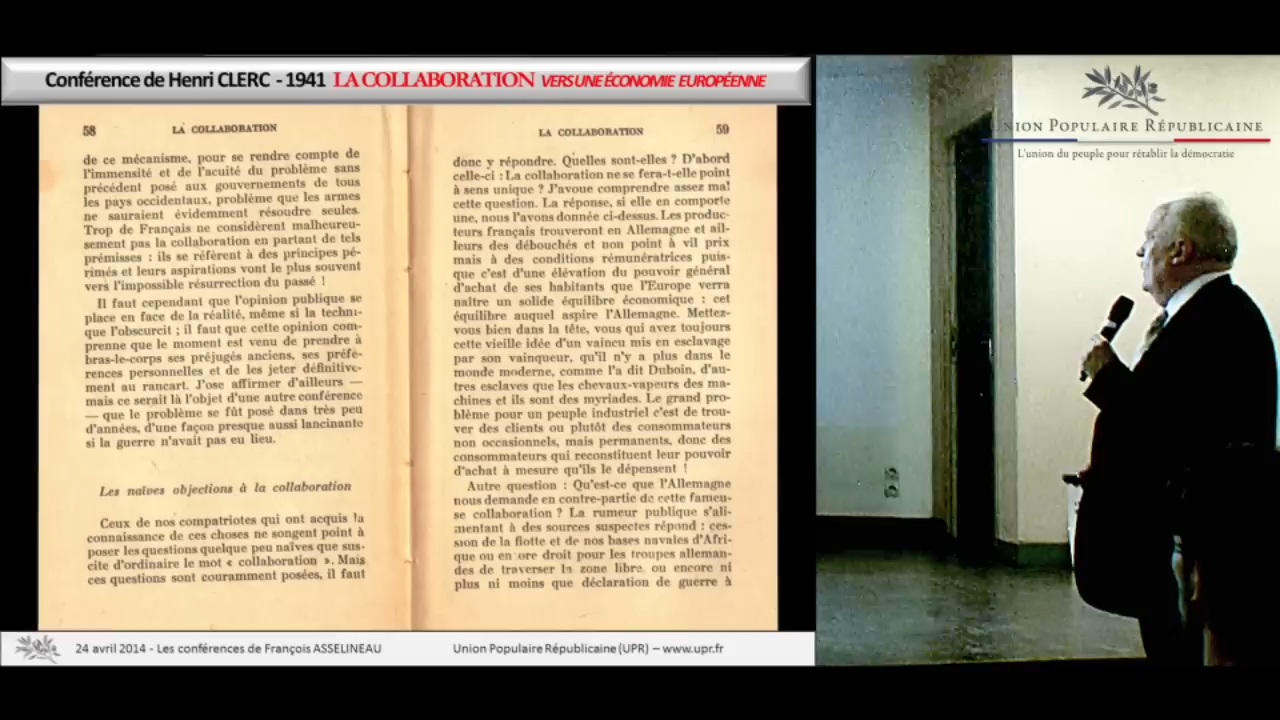 Conférence de Henri CLERC - 1941 LA COLLABORATION VERS UNE ÉCONOMIE EUROPÉENNE
58 LA COLLABORATION
de ce mécanisme, pour se rendre compte de
l'immensité et de l'acuité du problème sans
précédent posé aux gouvernements de tous
les pays occidentaux, problème que les armes
ne sauraient évidemment résoudre seules.
Trop de Français ne considèrent malheureu-
sement pas la collaboration en partant de tels
prémisses : ils se réfèrent à des principes pé-
rimés et leurs aspirations vont le plus souvent
vers l'impossible résurrection du passé !
Il faut cependant que l'opinion publique se
place en face de la réalité, même si la techni-
que l'obscurcit ; il faut que cette opinion com-
prenne que le moment est venu de prendre à
bras-le-corps ses préjugés anciens, ses préfé-
rences personnelles et de les jeter définitive-
ment au rancart. J'ose affirmer d'ailleurs —
mais ce serait là l'objet d'une autre conférence
— que le problème se fût posé dans très peu
d'années, d'une façon presque aussi lancinante
si la guerre n'avait pas eu lieu.
Les naïves objections à la collaboration
Ceux de nos compatriotes qui ont acquis la
connaissance de ces choses ne songent point à
poser les questions quelque peu naïves que sus-
cite d'ordinaire le mot « collaboration ». Mais
ces questions sont couramment posées, il faut
LA COLLABORATION 59
donc y répondre. Quelles sont-elles ? D'abord
celle-ci : La collaboration ne se fera-t-elle point
à sens unique ? J'avoue comprendre assez mal
cette question. La réponse, si elle en comporte
une, nous l'avons donnée ci-dessus. Les produc-
teurs français trouveront en Allemagne et ail-
leurs des débouchés et non point à vil prix
mais à des conditions rémunératrices puis-
que c'est d'une élévation du pouvoir général
d'achat de ses habitants que l'Europe verra
naître un solide équilibre économique : cet
équilibre auquel aspire l'Allemagne. Mettez-
vous bien dans la tête, vous qui avez toujours
cette vieille idée d'un vaincu mis en esclavage
par son vainqueur, qu'il n'y a plus dans le
monde moderne, comme l'a dit Duboin, d'au-
tres esclaves que les chevaux-vapeurs des ma-
chines et ils sont des myriades. Le grand pro-
blème pour un peuple industriel c'est de trou-
ver des clients ou plutôt des consommateurs
non occasionnels, mais permanents, donc des
consommateurs qui reconstituent leur pouvoir
d'achat à mesure qu'ils le dépensent !
Autre question : Qu'est-ce que l'Allemagne
nous demande en contre-partie de cette fameu-
se collaboration ? La rumeur publique s'ali-
mentant à des sources suspectes répond : ces-
sion de la flotte et de nos bases navales d'Afri-
que ou en ore droit pour les troupes alleman-
des de traverser la zone libre ou encore ni
plus ni moins que déclaration de guerre à
24 avril 2014 - Les conférences de François ASSELINEAU Union Populaire Républicaine (UPR) – www.upr.fr
UNION POPULAIRE RÉPUBLICAINE
L'union du peuple pour rétablir la démocratie